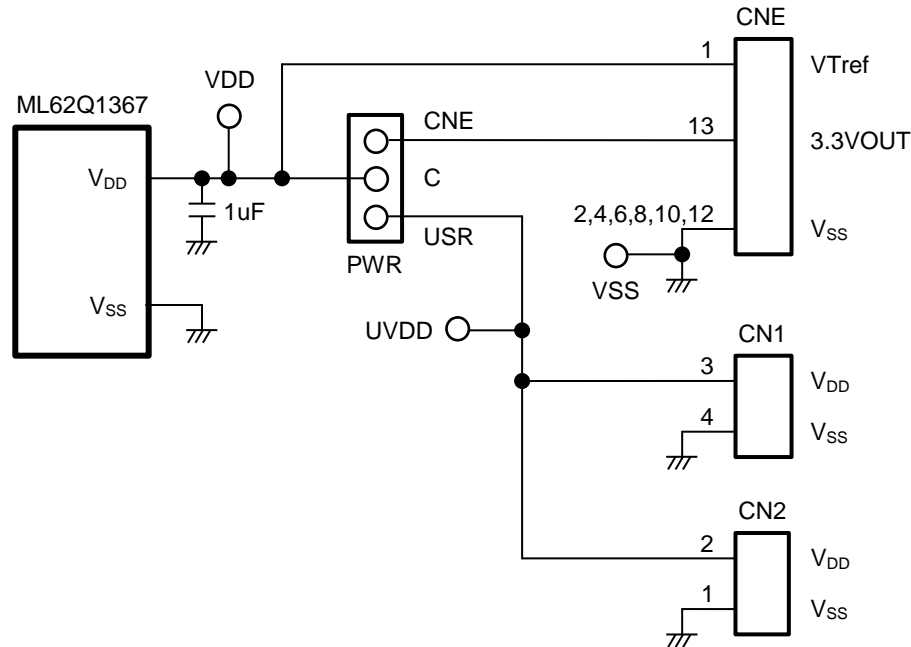 CNE
1
VTref
VDD
ML62Q1367
CNE
13
3.3VOUT
VDD
C
1uF
2,4,6,8,10,12
VSS
USR
PWR
VSS
VSS
UVDD
CN1
3
VDD
4
VSS
CN2
2
VDD
1
VSS